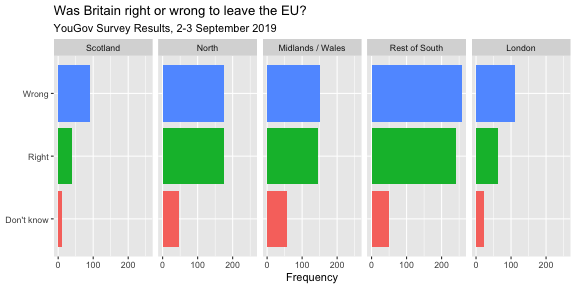 Was Britain right or wrong to leave the EU?
YouGov Survey Results, 2-3 September 2019
Scotland North Midlands / Wales Rest of South London
Wrong
Right
Don't know
0 100 200 0 100 200 0 100 200 0 100 200 0 100 200
Frequency